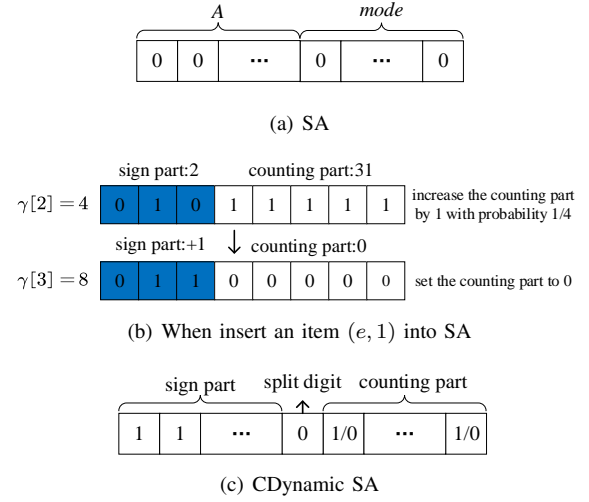 A mode
0 0 ... 0 ... 0
(a) SA
sign part:2 counting part:31
γ[2] = 4 0 1 0 1 1 1 1 1 increase the counting part by 1 with probability 1/4
sign part:+1 ↓ counting part:0
γ[3] = 8 0 1 1 0 0 0 0 0 set the counting part to 0
(b) When insert an item (e, 1) into SA
sign part split digit counting part
1 1 ... 0 1/0 ... 1/0
(c) CDynamic SA